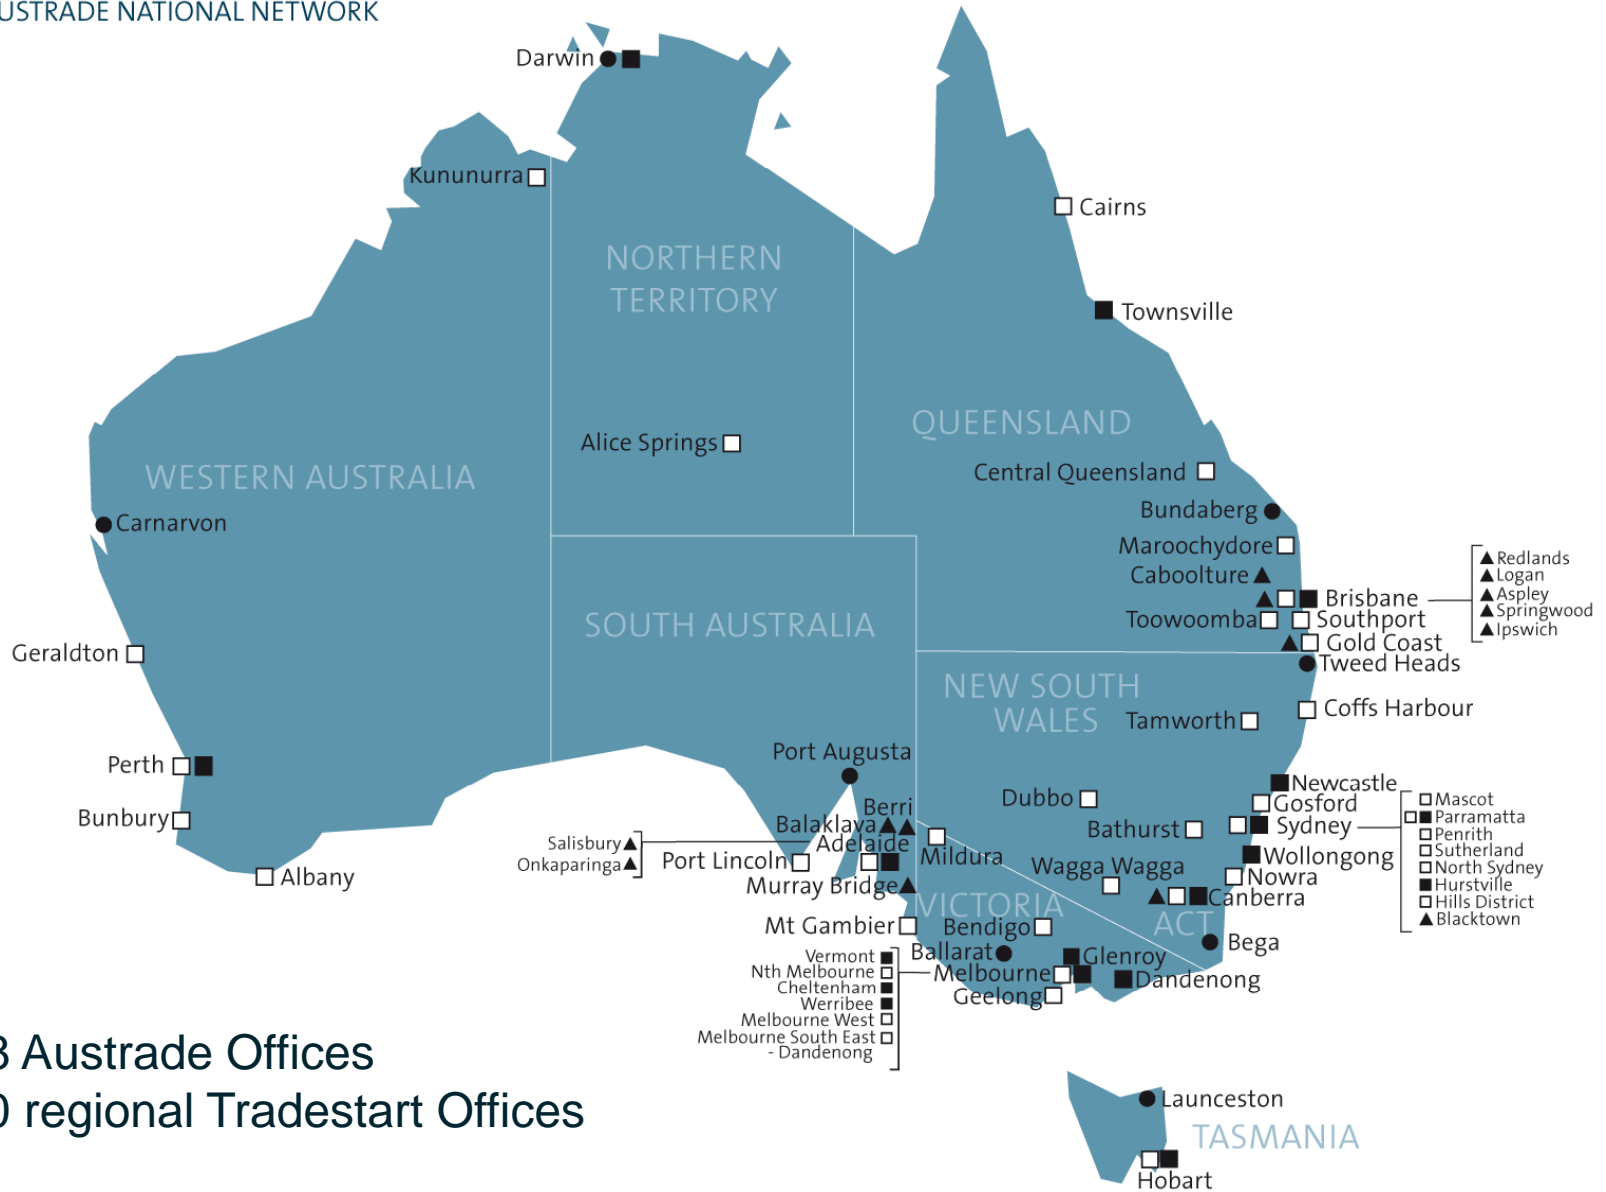 USTRADE NATIONAL NETWORK
Darwin
Kununurra
Cairns
NORTHERN
TERRITORY
Townsville
QUEENSLAND
Alice Springs
WESTERN AUSTRALIA
Central Queensland
Bundaberg
Carnarvon
Maroochydore
Caboolture
Brisbane
Redlands
Logan
Aspley
Springwood
Ipswich
Toowoomba
Southport
SOUTH AUSTRALIA
Gold Coast
Geraldton
Tweed Heads
NEW SOUTH
WALES
Coffs Harbour
Tamworth
Port Augusta
Perth
Newcastle
Dubbo
Gosford
Berri
Bunbury
Balaklava
Bathurst
Sydney
Mascot
Parramatta
Penrith
Sutherland
North Sydney
Hurstville
Hills District
Blacktown
Salisbury
Onkaparinga
Adelaide
Port Lincoln
Mildura
Wollongong
Wagga Wagga
Albany
Nowra
Murray Bridge
Canberra
VICTORIA
ACT
Mt Gambier
Bendigo
Bega
Ballarat
Glenroy
Vermont
Nth Melbourne
Cheltenham
Werribee
Melbourne West
Melbourne South East
- Dandenong
Melbourne
Dandenong
Geelong
8 Austrade Offices
0 regional Tradestart Offices
Launceston
TASMANIA
Hobart